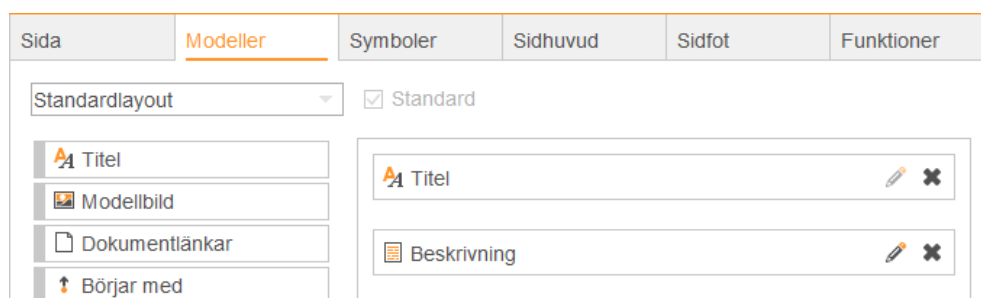 Sida Modeller Symboler Sidhuvud Sidfot Funktioner
Standardlayout Standard
Titel
Modellbild
Dokumentlänkar
Börjar med
Titel
Beskrivning